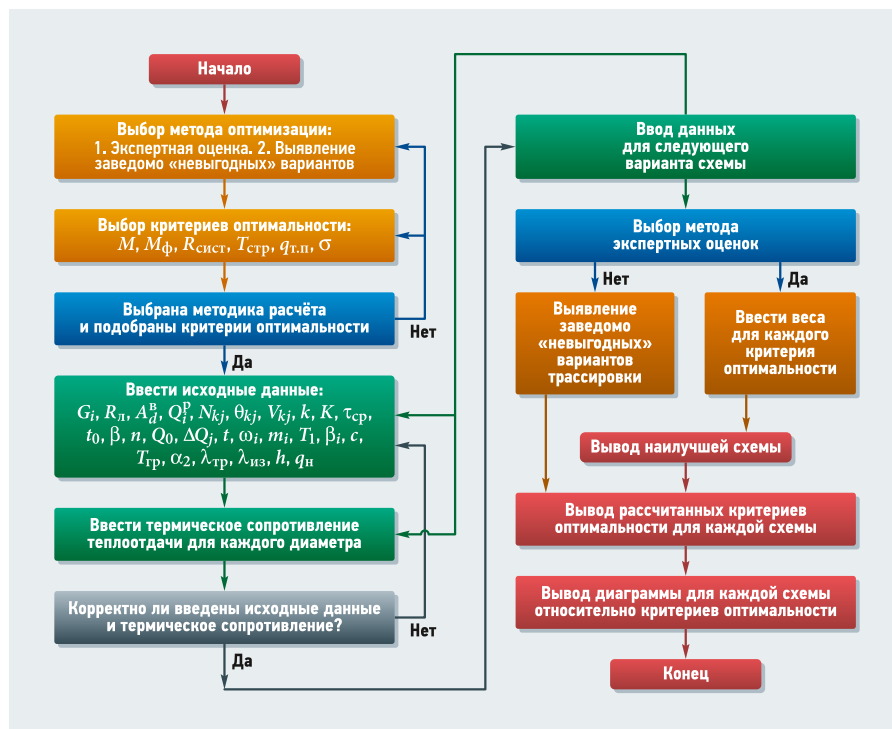 Начало
Выбор метода оптимизации:
1. Экспертная оценка. 2. Выявление
заведомо «невыгодных» вариантов
Выбор критериев оптимальности:
M, Mф, Rсист, Tстр, qт.п, σ
Выбрана методика расчёта
и подобраны критерии оптимальности
Нет
Да
Ввести исходные данные:
Gᵢ, Rл, Aᵈᵇ, Qᵢᵖ, Nkj, θkj, Vkj, k, K, τср,
t₀, β, n, Q₀, ΔQj, t, ωᵢ, mᵢ, T₁, βᵢ, c,
Tгр, α₂, λтр, λиз, h, qн
Ввести термическое сопротивление
теплоотдачи для каждого диаметра
Корректно ли введены исходные данные
и термическое сопротивление?
Нет
Да
Ввод данных
для следующего
варианта схемы
Выбор метода
экспертных оценок
Нет
Да
Выявление
заведомо
«невыгодных»
вариантов
трассировки
Ввести веса
для каждого
критерия
оптимальности
Вывод наилучшей схемы
Вывод рассчитанных критериев
оптимальности для каждой схемы
Вывод диаграммы для каждой схемы
относительно критериев оптимальности
Конец